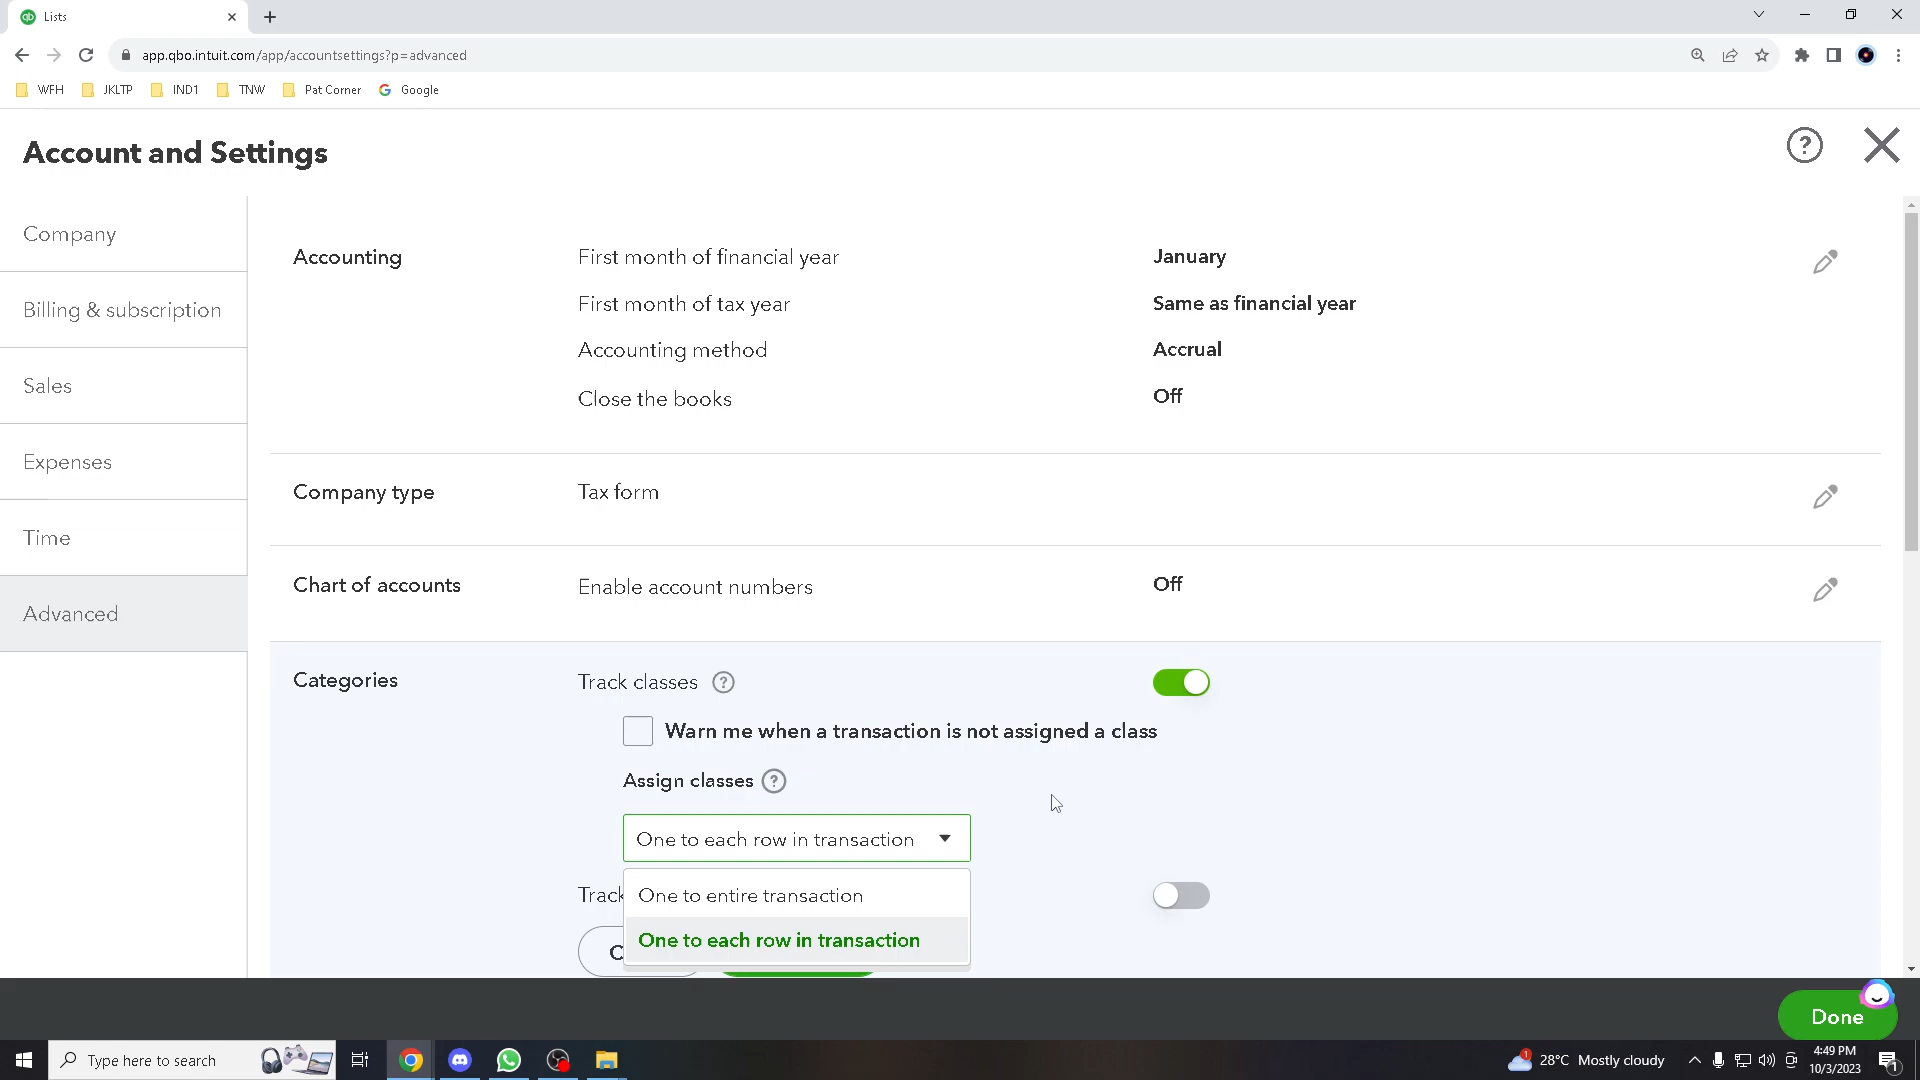 Lists
app.qbo.intuit.com/app/accountsettings?p=advanced
WFH JKLTP IND1 TNW Pat Corner Google
Account and Settings
Company
Billing & subscription
Sales
Expenses
Time
Advanced
Accounting
First month of financial year January
First month of tax year Same as financial year
Accounting method Accrual
Close the books Off
Company type Tax form
Chart of accounts Enable account numbers Off
Categories Track classes
Warn me when a transaction is not assigned a class
Assign classes
One to each row in transaction
Track
One to entire transaction
One to each row in transaction
Done
Type here to search
28°C Mostly cloudy
4:49 PM
10/3/2023